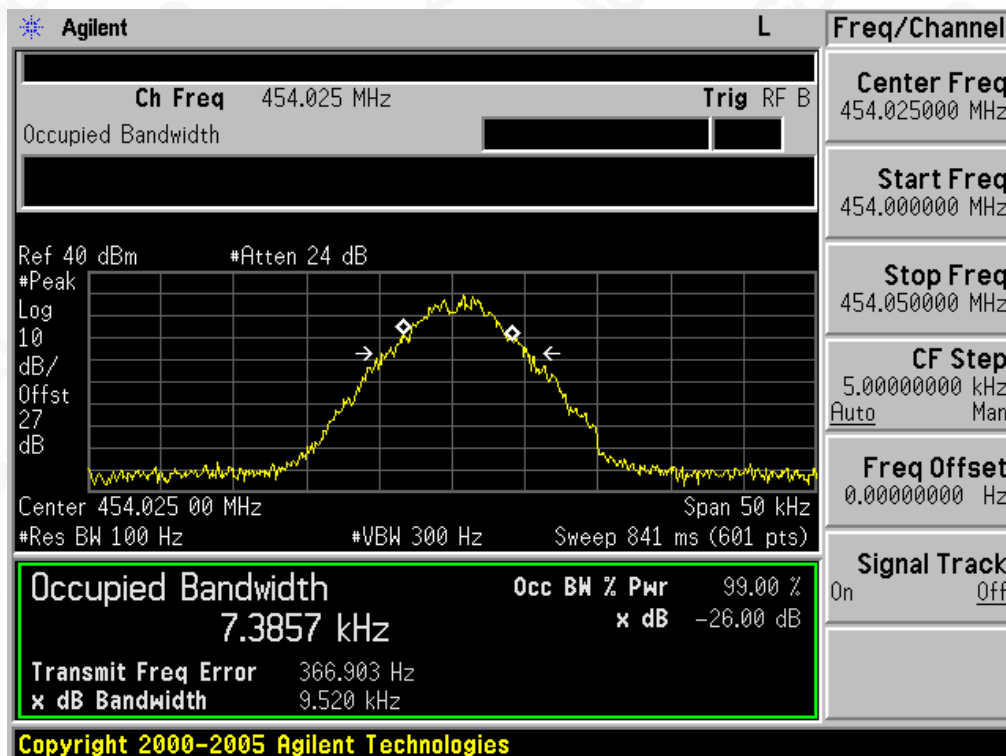 Agilent L Freq/Channel
Ch Freq 454.025 MHz Trig RF B
Occupied Bandwidth
Center Freq
454.025000 MHz
Start Freq
454.000000 MHz
Stop Freq
454.050000 MHz
CF Step
5.00000000 kHz
Auto Man
Freq Offset
0.00000000 Hz
Signal Track
On Off
Ref 40 dBm #Atten 24 dB
#Peak
Log
10
dB/
Offst
27
dB
Center 454.025 00 MHz Span 50 kHz
#Res BW 100 Hz #VBW 300 Hz Sweep 841 ms (601 pts)
Occupied Bandwidth Occ BW % Pwr 99.00 %
7.3857 kHz x dB -26.00 dB
Transmit Freq Error 366.903 Hz
x dB Bandwidth 9.520 kHz
Copyright 2000-2005 Agilent Technologies